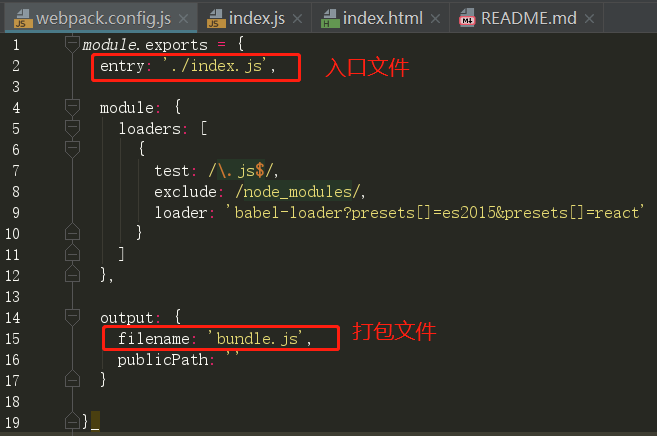 webpack.config.js × index.js × index.html × README.md ×
1 module.exports = {
2 entry: './index.js', 入口文件
3
4 module: {
5 loaders: [
6 {
7 test: /\.js$/,
8 exclude: /node_modules/,
9 loader: 'babel-loader?presets[]=es2015&presets[]=react'
10 }
11 ]
12 },
13
14 output: {
15 filename: 'bundle.js', 打包文件
16 publicPath: ''
17 }
18
19 }